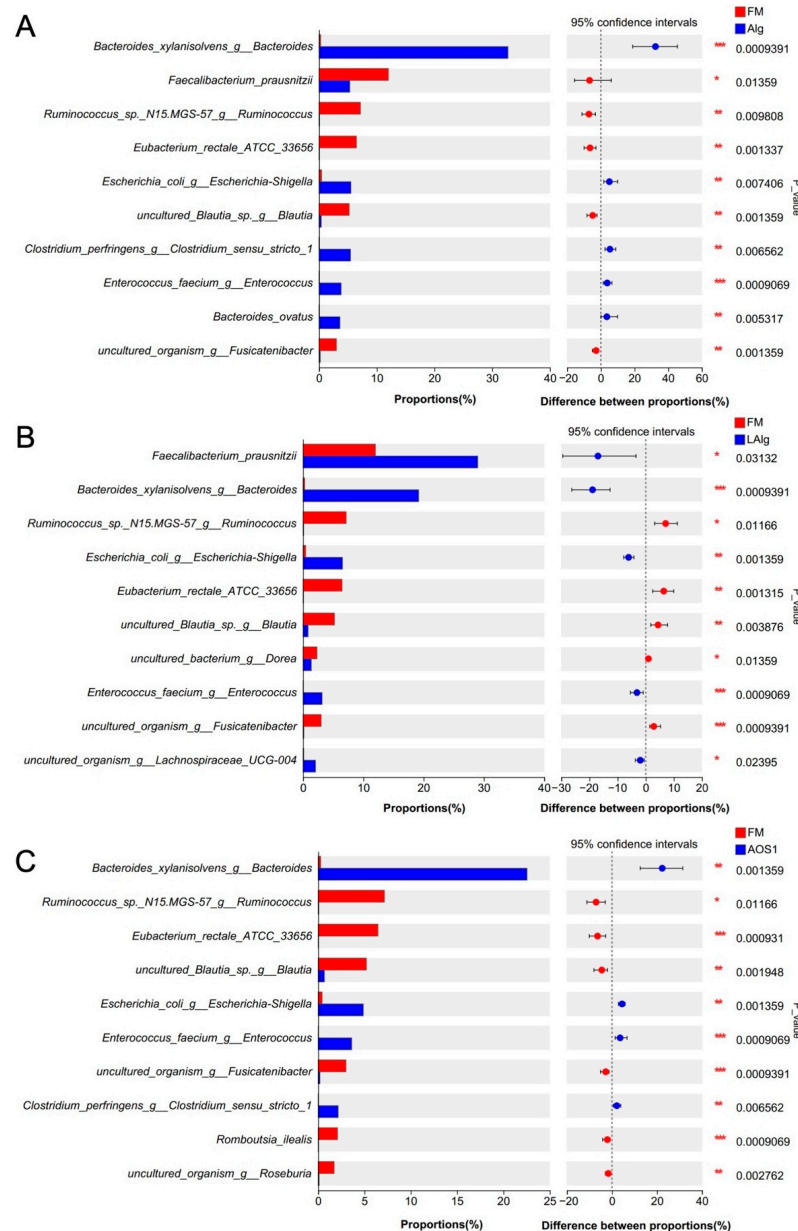 A
95% confidence intervals
FM
Alg
Bacteroides_xylanisolvens_g__Bacteroides *** 0.0009391
Faecalibacterium_prausnitzii * 0.01359
Ruminococcus_sp._N15.MGS-57_g__Ruminococcus ** 0.009808
Eubacterium_rectale_ATCC_33656 ** 0.001337
Escherichia_coli_g__Escherichia-Shigella ** 0.007406
uncultured_Blautia_sp._g__Blautia ** 0.001359
Clostridium_perfringens_g__Clostridium_sensu_stricto_1 ** 0.006562
Enterococcus_faecium_g__Enterococcus *** 0.0009069
Bacteroides_ovatus ** 0.005317
uncultured_organism_g__Fusicatenibacter ** 0.001359
P_value
0 10 20 30 40 −20 0 20 40 60
Proportions(%) Difference between proportions(%)
B
95% confidence intervals
FM
LAlg
Faecalibacterium_prausnitzii * 0.03132
Bacteroides_xylanisolvens_g__Bacteroides *** 0.0009391
Ruminococcus_sp._N15.MGS-57_g__Ruminococcus * 0.01166
Escherichia_coli_g__Escherichia-Shigella ** 0.001359
Eubacterium_rectale_ATCC_33656 ** 0.001315
uncultured_Blautia_sp._g__Blautia ** 0.003876
uncultured_bacterium_g__Dorea * 0.01359
Enterococcus_faecium_g__Enterococcus *** 0.0009069
uncultured_organism_g__Fusicatenibacter *** 0.0009391
uncultured_organism_g__Lachnospiraceae_UCG-004 * 0.02395
P_value
0 10 20 30 40 −30 −20 −10 0 10 20
Proportions(%) Difference between proportions(%)
C
95% confidence intervals
FM
AOS1
Bacteroides_xylanisolvens_g__Bacteroides ** 0.001359
Ruminococcus_sp._N15.MGS-57_g__Ruminococcus * 0.01166
Eubacterium_rectale_ATCC_33656 *** 0.000931
uncultured_Blautia_sp._g__Blautia ** 0.001948
Escherichia_coli_g__Escherichia-Shigella ** 0.001359
Enterococcus_faecium_g__Enterococcus *** 0.0009069
uncultured_organism_g__Fusicatenibacter *** 0.0009391
Clostridium_perfringens_g__Clostridium_sensu_stricto_1 ** 0.006562
Romboutsia_ilealis *** 0.0009069
uncultured_organism_g__Roseburia ** 0.002762
P_value
0 5 10 15 20 25 −20 0 20 40
Proportions(%) Difference between proportions(%)